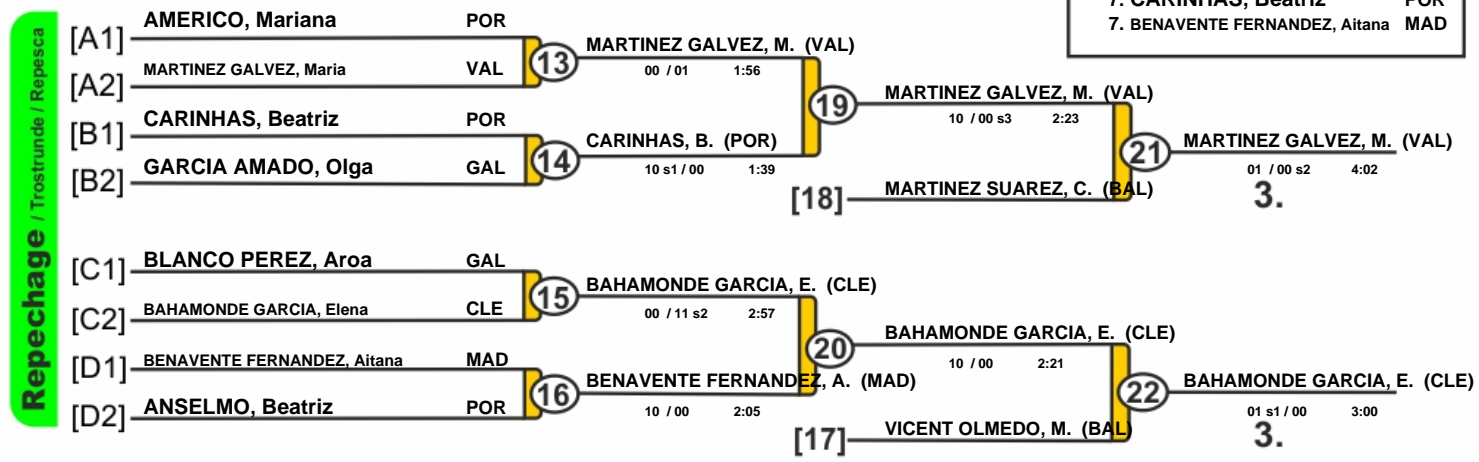 7. CARINHAS, Beatriz POR
7. BENAVENTE FERNANDEZ, Aitana MAD
Repechage / Trostrunde / Repesca
[A1] AMERICO, Mariana POR
[A2] MARTINEZ GALVEZ, Maria VAL
13 MARTINEZ GALVEZ, M. (VAL)
00 / 01 1:56
[B1] CARINHAS, Beatriz POR
[B2] GARCIA AMADO, Olga GAL
14 CARINHAS, B. (POR)
10 s1 / 00 1:39
19 MARTINEZ GALVEZ, M. (VAL)
10 / 00 s3 2:23
[18] MARTINEZ SUAREZ, C. (BAL)
21 MARTINEZ GALVEZ, M. (VAL)
01 / 00 s2 4:02
3.
[C1] BLANCO PEREZ, Aroa GAL
[C2] BAHAMONDE GARCIA, Elena CLE
15 BAHAMONDE GARCIA, E. (CLE)
00 / 11 s2 2:57
[D1] BENAVENTE FERNANDEZ, Aitana MAD
[D2] ANSELMO, Beatriz POR
16 BENAVENTE FERNANDEZ, A. (MAD)
10 / 00 2:05
20 BAHAMONDE GARCIA, E. (CLE)
10 / 00 2:21
[17] VICENT OLMEDO, M. (BAL)
22 BAHAMONDE GARCIA, E. (CLE)
01 s1 / 00 3:00
3.